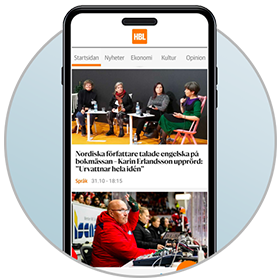 HBL
Startsidan Nyheter Ekonomi Kultur Opinion
Nordiska författare talade engelska på
bokmässan – Karin Erlandsson upprörd:
"Urvattnar hela idén"
Språk 31.10 - 18:15